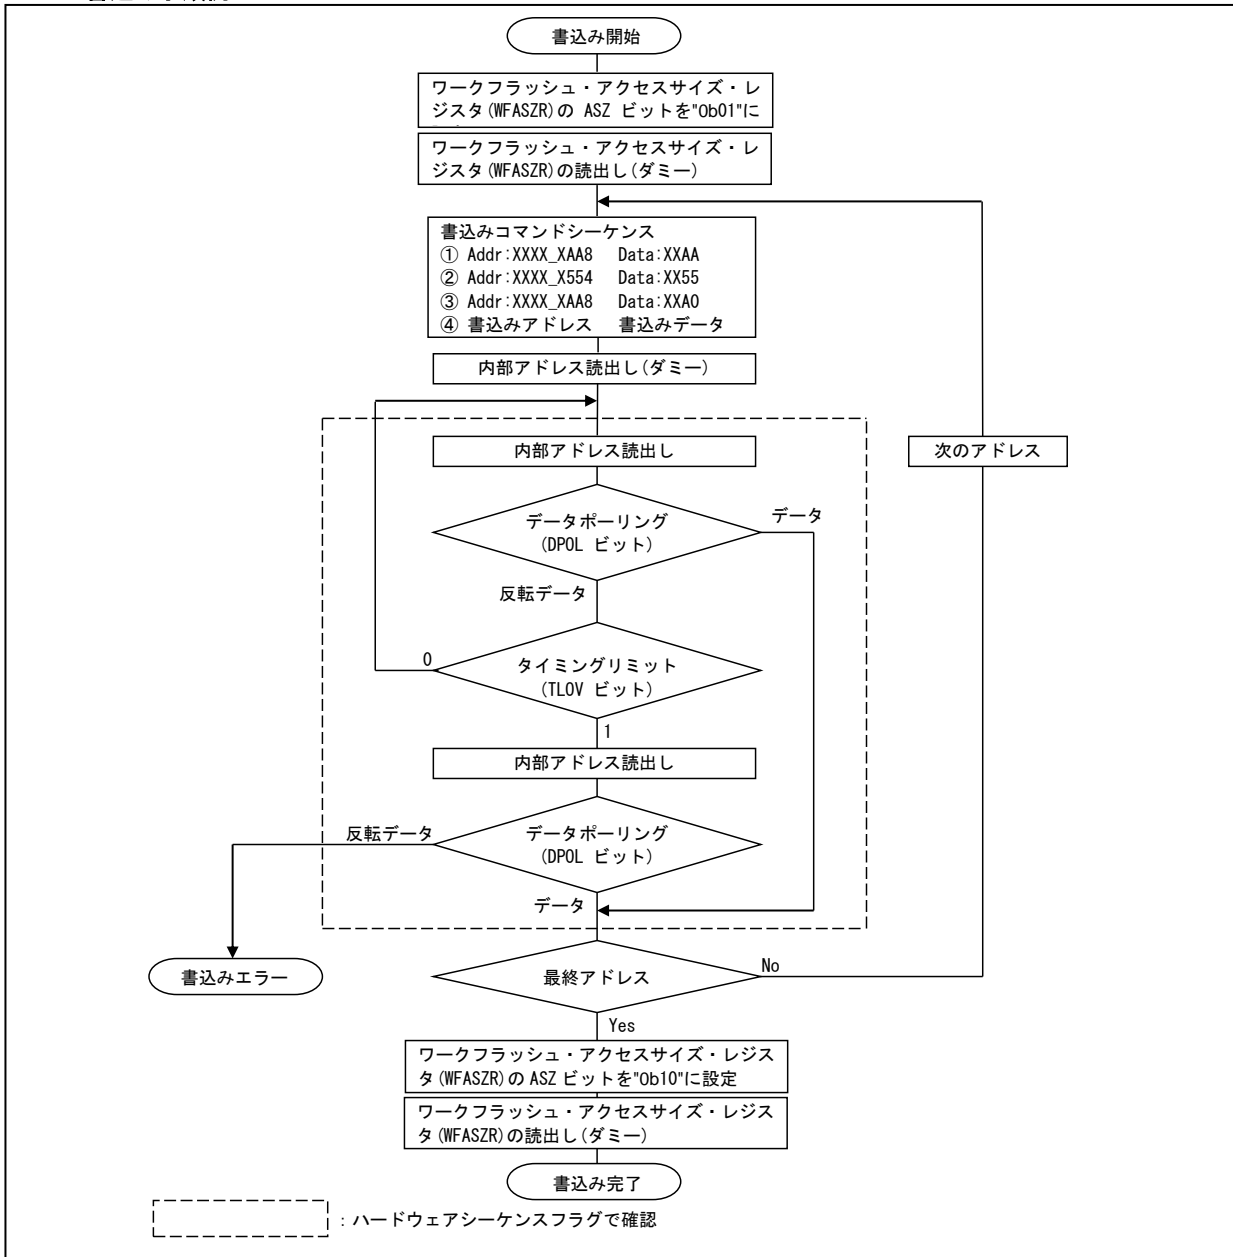 書込み開始
ワークフラッシュ・アクセスサイズ・レ
ジスタ(WFASZR)の ASZ ビットを"0b01"に
ワークフラッシュ・アクセスサイズ・レ
ジスタ(WFASZR)の読出し(ダミー)
書込みコマンドシーケンス
① Addr:XXXX_XAA8 Data:XXAA
② Addr:XXXX_X554 Data:XX55
③ Addr:XXXX_XAA8 Data:XXA0
④ 書込みアドレス 書込みデータ
内部アドレス読出し(ダミー)
内部アドレス読出し
次のアドレス
データポーリング
(DPOL ビット)
データ
反転データ
タイミングリミット
(TLOV ビット)
0
1
内部アドレス読出し
データポーリング
(DPOL ビット)
反転データ
データ
書込みエラー
最終アドレス
No
Yes
ワークフラッシュ・アクセスサイズ・レジス
タ(WFASZR)の ASZ ビットを"0b10"に設定
ワークフラッシュ・アクセスサイズ・レジス
タ(WFASZR)の読出し(ダミー)
書込み完了
:ハードウェアシーケンスフラグで確認